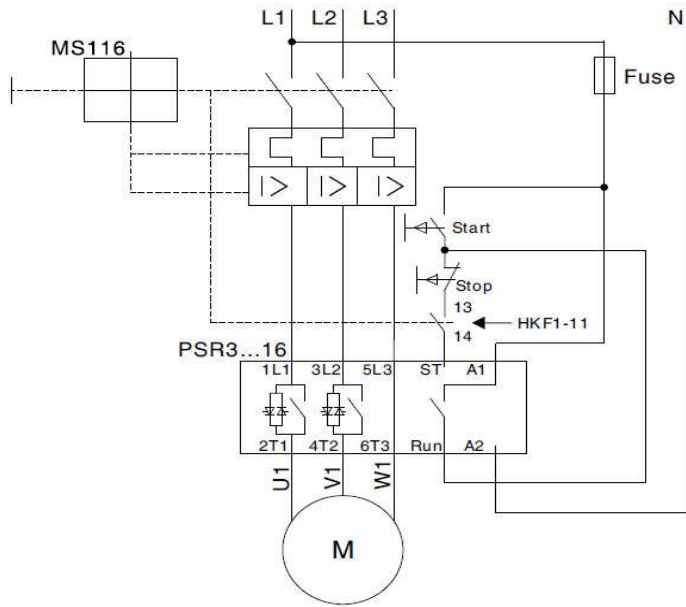 L1 L2 L3 N
MS116
Fuse
Start
Stop
13
HKF1-11
14
PSR3...16
1L1 3L2 5L3 ST A1
2T1 4T2 6T3 Run A2
U1 V1 W1
M